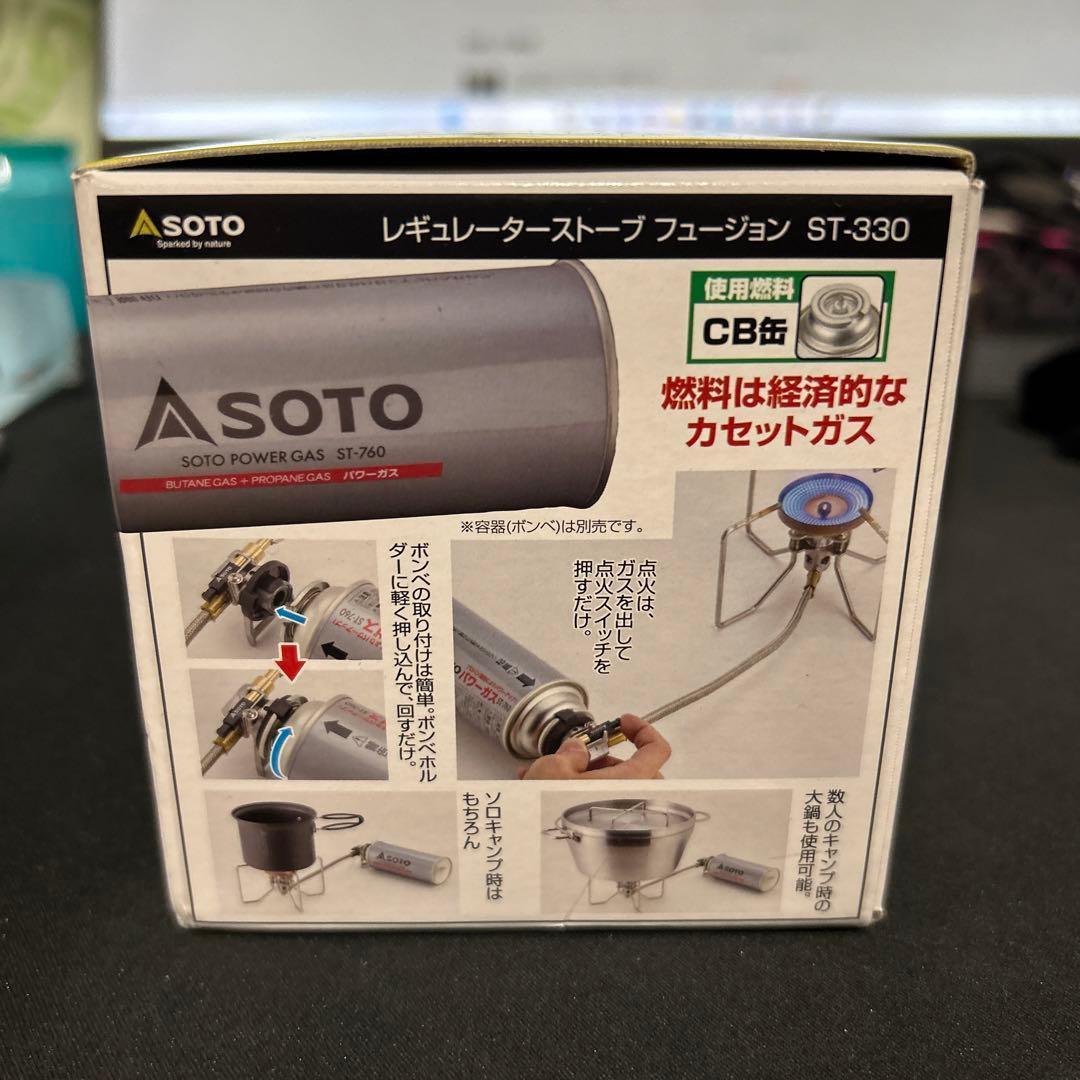 SOTO
Sparked by nature
レギュレーターストーブ フュージョン ST-330
使用燃料
CB缶
燃料は経済的な
カセットガス
SOTO
SOTO POWER GAS ST-760
BUTANE GAS + PROPANE GAS パワーガス
※容器(ボンベ)は別売です。
ボンベの取り付けは簡単。ボンベホル
ダーに軽く押し込んで、回すだけ。
ST-760
点火は、
ガスを出して
点火スイッチを
押すだけ。
パワーガス
ソロキャンプ時は
もちろん
SOTO
数人のキャンプ時の
大鍋も使用可能。
SOTO